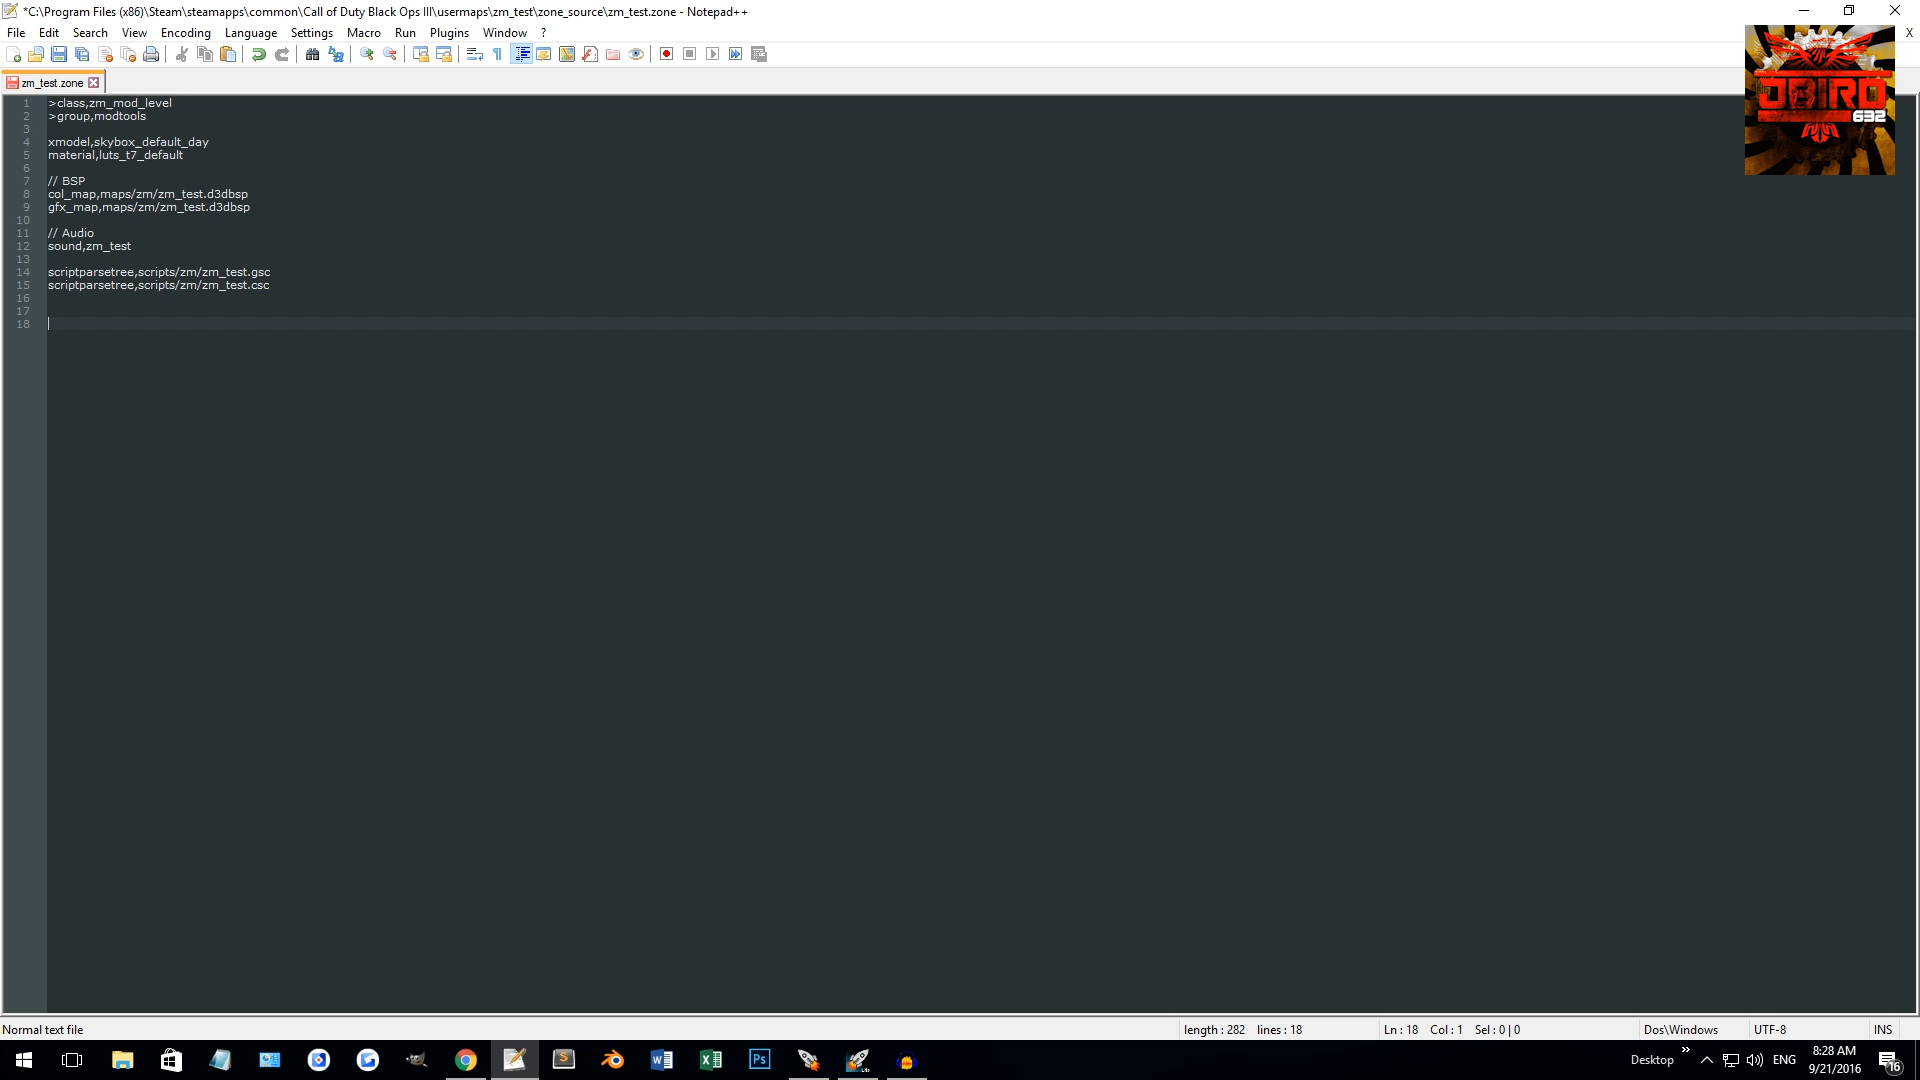 *C:\Program Files (x86)\Steam\steamapps\common\Call of Duty Black Ops III\usermaps\zm_test\zone_source\zm_test.zone - Notepad++
File Edit Search View Encoding Language Settings Macro Run Plugins Window ? X
zm_test.zone
1 >class,zm_mod_level
2 >group,modtools
3
4 xmodel,skybox_default_day
5 material,luts_t7_default
6
7 // BSP
8 col_map,maps/zm/zm_test.d3dbsp
9 gfx_map,maps/zm/zm_test.d3dbsp
10
11 // Audio
12 sound,zm_test
13
14 scriptparsetree,scripts/zm/zm_test.gsc
15 scriptparsetree,scripts/zm/zm_test.csc
16
17
18
JBIRD
632
Normal text file length : 282 lines : 18 Ln : 18 Col : 1 Sel : 0 | 0 Dos\Windows UTF-8 INS
S Ps Lite Desktop ENG 8:28 AM
9/21/2016 16